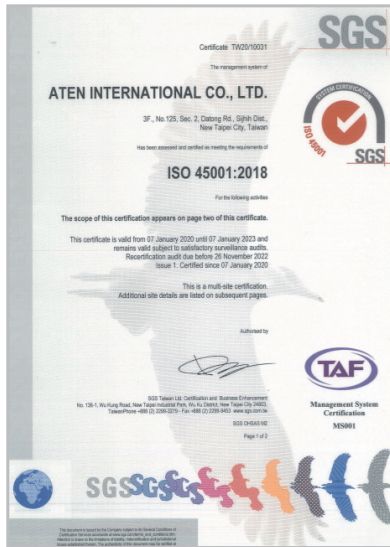 SGS
Certificate TW20/10031
The management system of
ATEN INTERNATIONAL CO., LTD.
3F., No.125, Sec. 2, Datong Rd., Sijhih Dist.,
New Taipei City, Taiwan
Has been assessed and certified as meeting the requirements of
ISO 45001:2018
For the following activities
The scope of this certification appears on page two of this certificate.
This certificate is valid from 07 January 2020 until 07 January 2023 and
remains valid subject to satisfactory surveillance audits.
Recertification audit due before 26 November 2022
Issue 1. Certified since 07 January 2020
This is a multi-site certification.
Additional site details are listed on subsequent pages.
Authorised by
SGS Taiwan Ltd. Certification and Business Enhancement
No. 136-1, Wu Kung Road, New Taipei Industrial Park, Wu Ku District, New Taipei City 24803,
Page 1 of 2
SYSTEM CERTIFICATION
ISO 45001
SGS
TAF
Management System
Certification
MS001
SGS